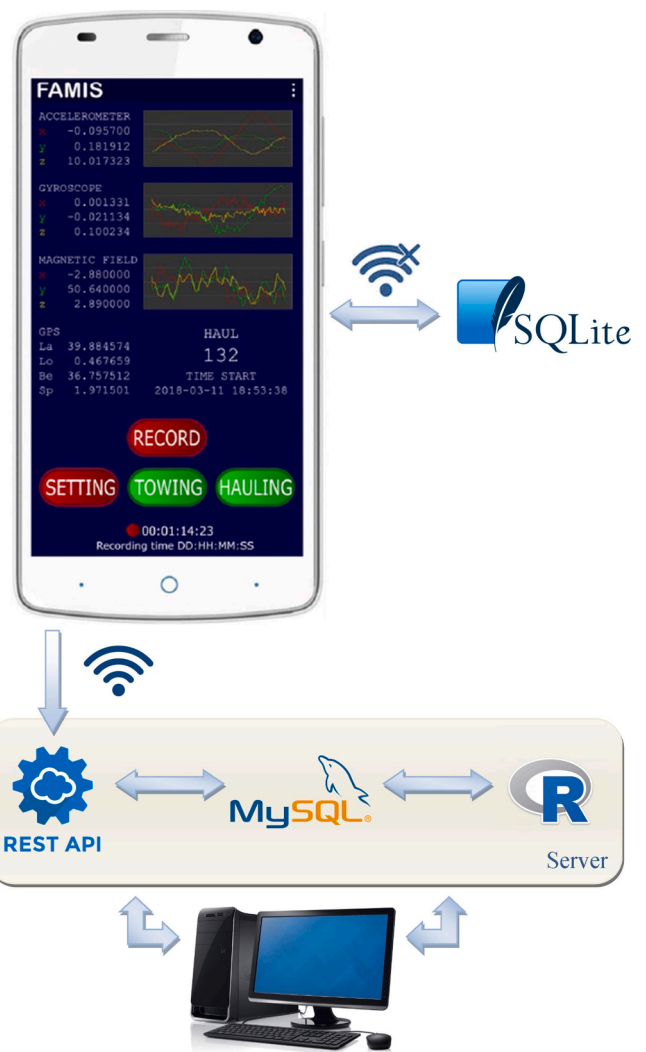 FAMIS
ACCELEROMETER
x -0.095700
y 0.181912
z 10.017323
GYROSCOPE
x 0.001331
y -0.021134
z 0.100234
MAGNETIC FIELD
x -2.880000
y 50.640000
z 2.890000
GPS
La 39.884574
Lo 0.467659
Be 36.757512
Sp 1.971501
HAUL
132
TIME START
2018-03-11 18:53:38
RECORD
SETTING TOWING HAULING
00:01:14:23
Recording time DD:HH:MM:SS
SQLite
REST API
MySQL®
R
Server